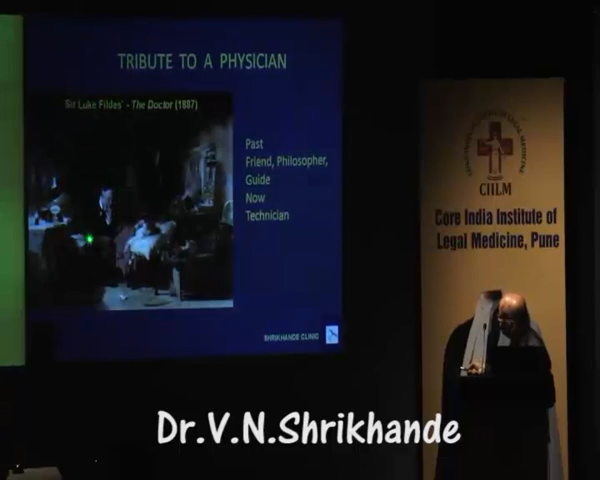 TRIBUTE TO A PHYSICIAN
Sir Luke Fildes' - The Doctor (1887)
Past
Friend, Philosopher,
Guide
Now
Technician
SHRIKHANDE CLINIC
CIILM
Core India Institute of
Legal Medicine, Pune
Dr.V.N.Shrikhande